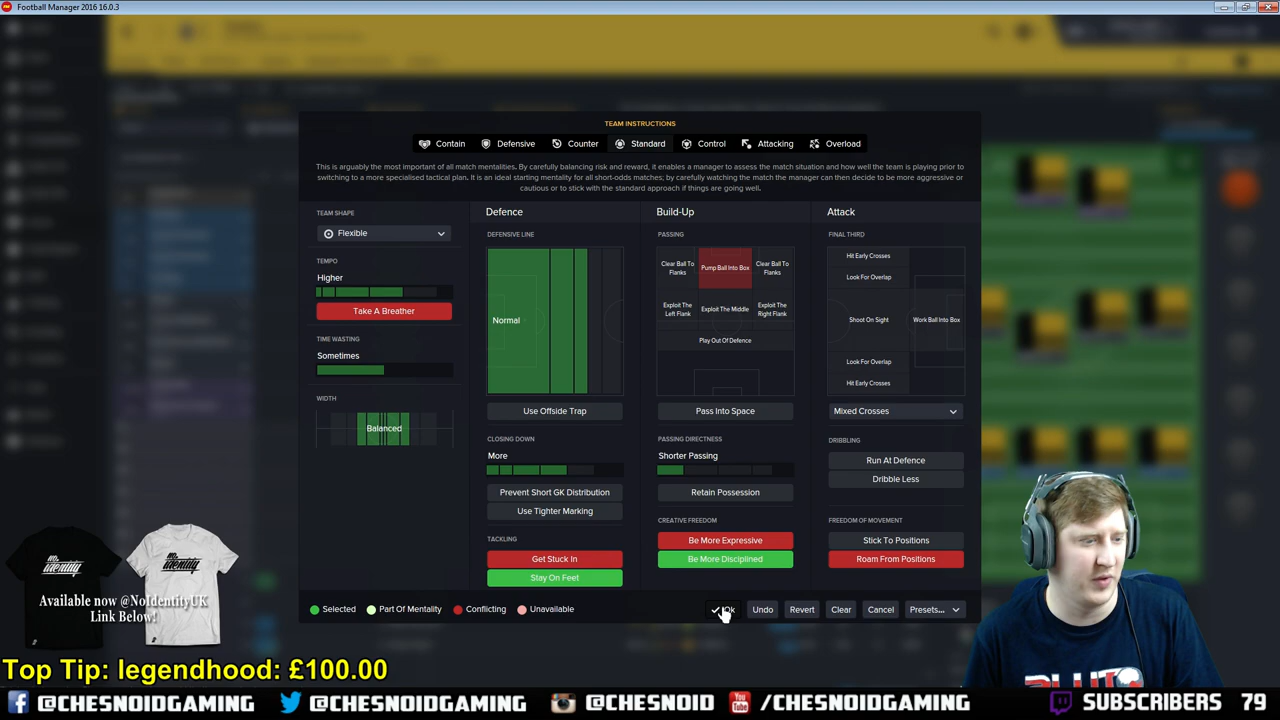 Football Manager 2016 16.0.3
TEAM INSTRUCTIONS
Contain
Defensive
Counter
Standard
Control
Attacking
Overload
This is arguably the most important of all match mentalities. By carefully balancing risk and reward, it enables a manager to assess the match situation and how well the team is playing prior to
switching to a more specialised tactical plan. It is an ideal starting mentality for all short-odds matches; by carefully watching the match the manager can then decide to be more aggressive or
cautious or to stick with the standard approach if things are going well.
TEAM SHAPE
Flexible
TEMPO
Higher
Take A Breather
TIME WASTING
Sometimes
WIDTH
Balanced
Defence
DEFENSIVE LINE
Normal
Use Offside Trap
CLOSING DOWN
More
Prevent Short GK Distribution
Use Tighter Marking
TACKLING
Get Stuck In
Stay On Feet
Build-Up
PASSING
Clear Ball To
Flanks
Pump Ball Into Box
Clear Ball To
Flanks
Exploit The
Left Flank
Exploit The Middle
Exploit The
Right Flank
Play Out Of Defence
Pass Into Space
PASSING DIRECTNESS
Shorter Passing
Retain Possession
CREATIVE FREEDOM
Be More Expressive
Be More Disciplined
Attack
FINAL THIRD
Hit Early Crosses
Look For Overlap
Shoot On Sight
Work Ball Into Box
Look For Overlap
Hit Early Crosses
Mixed Crosses
DRIBBLING
Run At Defence
Dribble Less
FREEDOM OF MOVEMENT
Stick To Positions
Roam From Positions
Selected
Part Of Mentality
Conflicting
Unavailable
Ok
Undo
Revert
Clear
Cancel
Presets...
No. Identity
No. Identity
Available now @NoIdentityUK
Link Below!
Top Tip: legendhood: £100.00
@CHESNOIDGAMING
@CHESNOIDGAMING
@CHESNOID
You Tube
/CHESNOIDGAMING
SUBSCRIBERS 79